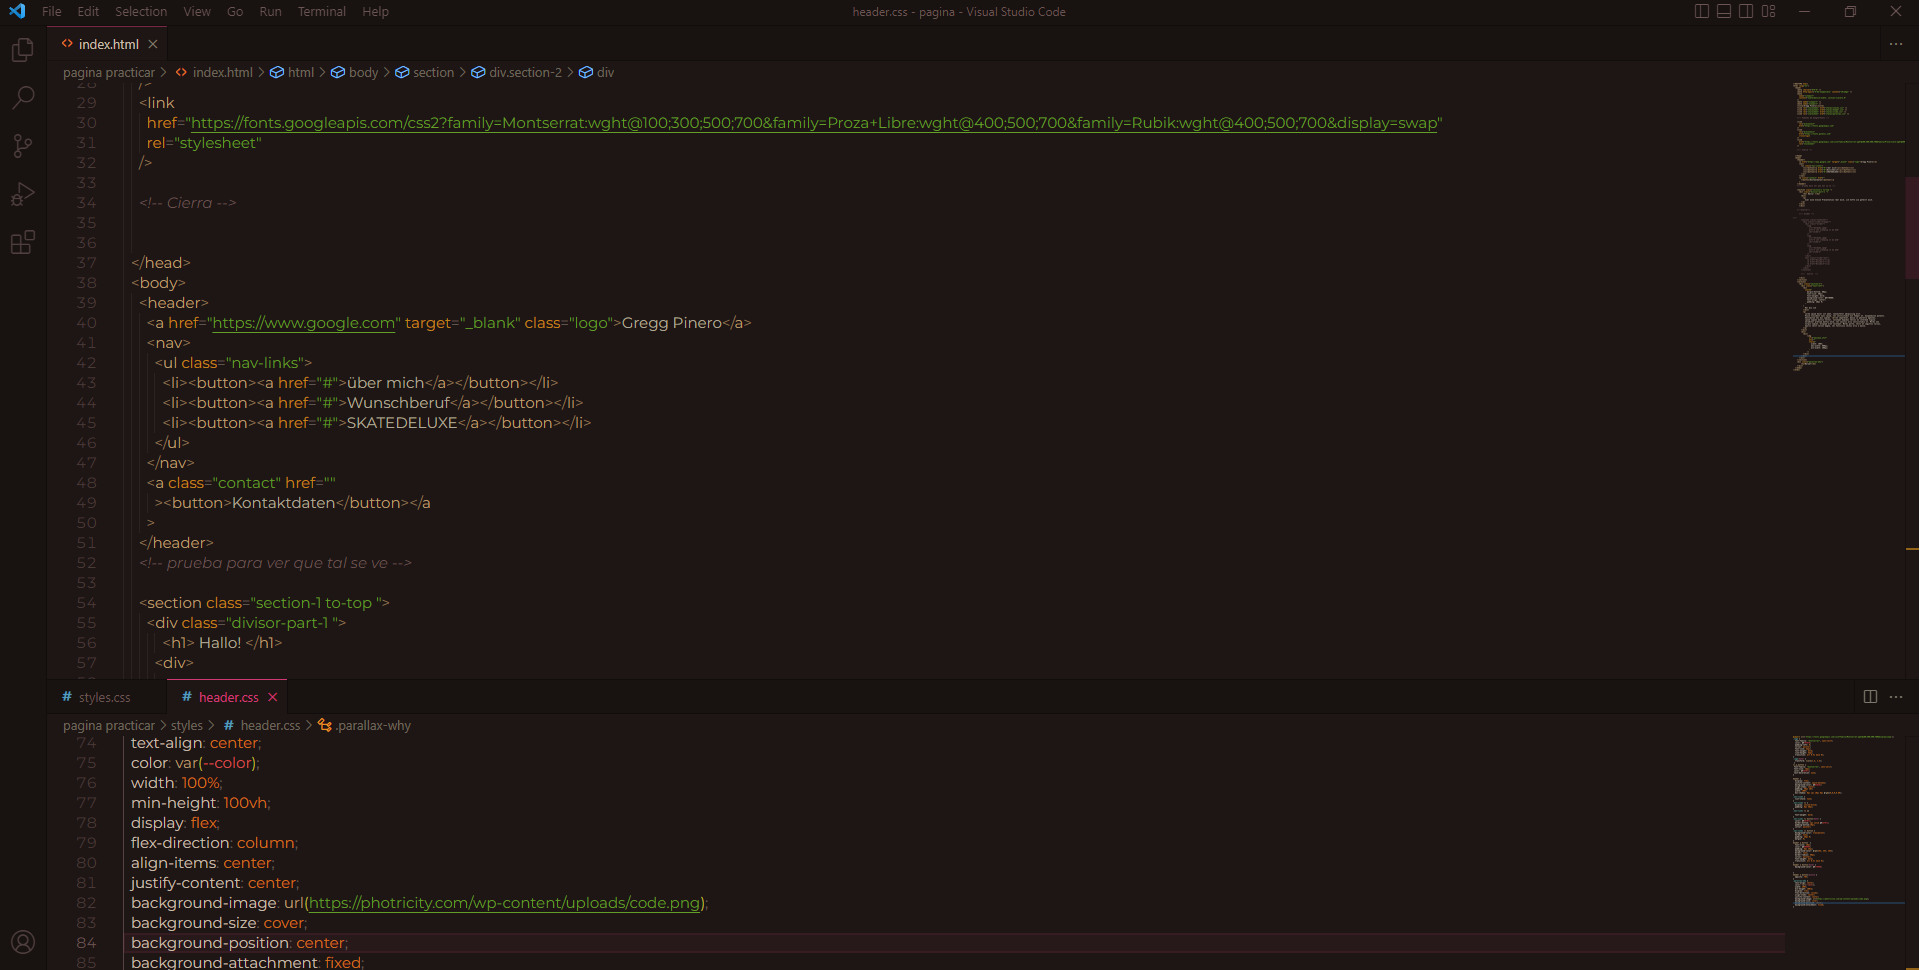 File Edit Selection View Go Run Terminal Help
header.css - pagina - Visual Studio Code
index.html
pagina practicar > index.html > html > body > section > div.section-2 > div
28 />
29 <link
30 href="https://fonts.googleapis.com/css2?family=Montserrat:wght@100;300;500;700&family=Proza+Libre:wght@400;500;700&family=Rubik:wght@400;500;700&display=swap"
31 rel="stylesheet"
32 />
33
34 <!-- Cierra -->
35
36
37 </head>
38 <body>
39 <header>
40 <a href="https://www.google.com" target="_blank" class="logo">Gregg Pinero</a>
41 <nav>
42 <ul class="nav-links">
43 <li><button><a href="#">über mich</a></button></li>
44 <li><button><a href="#">Wunschberuf</a></button></li>
45 <li><button><a href="#">SKATEDELUXE</a></button></li>
46 </ul>
47 </nav>
48 <a class="contact" href=""
49 ><button>Kontaktdaten</button></a
50 >
51 </header>
52 <!-- prueba para ver que tal se ve -->
53
54 <section class="section-1 to-top ">
55 <div class="divisor-part-1 ">
56 <h1> Hallo! </h1>
57 <div>
# styles.css # header.css
pagina practicar > styles > # header.css > .parallax-why
74 text-align: center;
75 color: var(--color);
76 width: 100%;
77 min-height: 100vh;
78 display: flex;
79 flex-direction: column;
80 align-items: center;
81 justify-content: center;
82 background-image: url(https://photricity.com/wp-content/uploads/code.png);
83 background-size: cover;
84 background-position: center;
85 background-attachment: fixed;